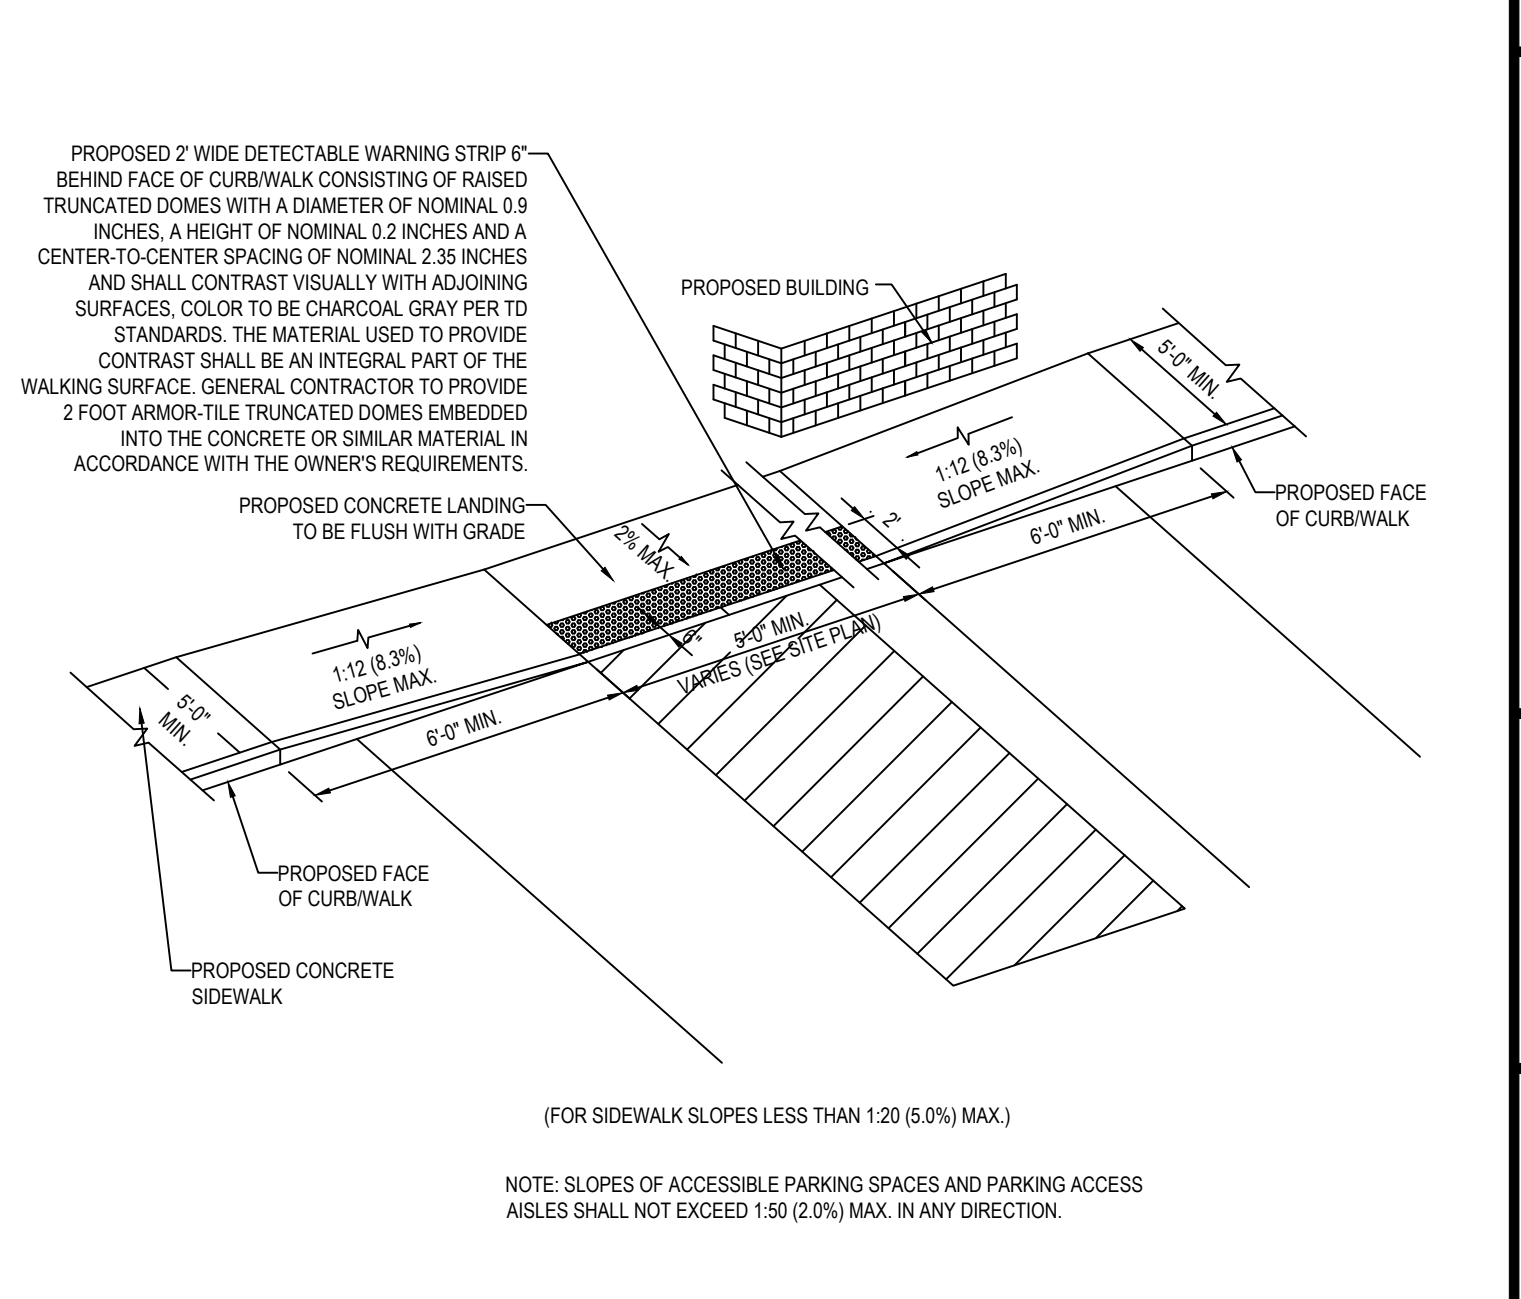 PROPOSED 2' WIDE DETECTABLE WARNING STRIP 6"
BEHIND FACE OF CURB/WALK CONSISTING OF RAISED
TRUNCATED DOMES WITH A DIAMETER OF NOMINAL 0.9
INCHES, A HEIGHT OF NOMINAL 0.2 INCHES AND A
CENTER-TO-CENTER SPACING OF NOMINAL 2.35 INCHES
AND SHALL CONTRAST VISUALLY WITH ADJOINING
SURFACES, COLOR TO BE CHARCOAL GRAY PER TD
STANDARDS. THE MATERIAL USED TO PROVIDE
CONTRAST SHALL BE AN INTEGRAL PART OF THE
WALKING SURFACE. GENERAL CONTRACTOR TO PROVIDE
2 FOOT ARMOR-TILE TRUNCATED DOMES EMBEDDED
INTO THE CONCRETE OR SIMILAR MATERIAL IN
ACCORDANCE WITH THE OWNER'S REQUIREMENTS.
PROPOSED BUILDING
5'-0" MIN.
1:12 (8.3%)
SLOPE MAX.
PROPOSED CONCRETE LANDING
TO BE FLUSH WITH GRADE
2% MAX.
2'
6'-0" MIN.
PROPOSED FACE
OF CURB/WALK
6"
5'-0" MIN.
VARIES (SEE SITE PLAN)
1:12 (8.3%)
SLOPE MAX.
5'-0"
MIN.
6'-0" MIN.
PROPOSED FACE
OF CURB/WALK
PROPOSED CONCRETE
SIDEWALK
(FOR SIDEWALK SLOPES LESS THAN 1:20 (5.0%) MAX.)
NOTE: SLOPES OF ACCESSIBLE PARKING SPACES AND PARKING ACCESS
AISLES SHALL NOT EXCEED 1:50 (2.0%) MAX. IN ANY DIRECTION.